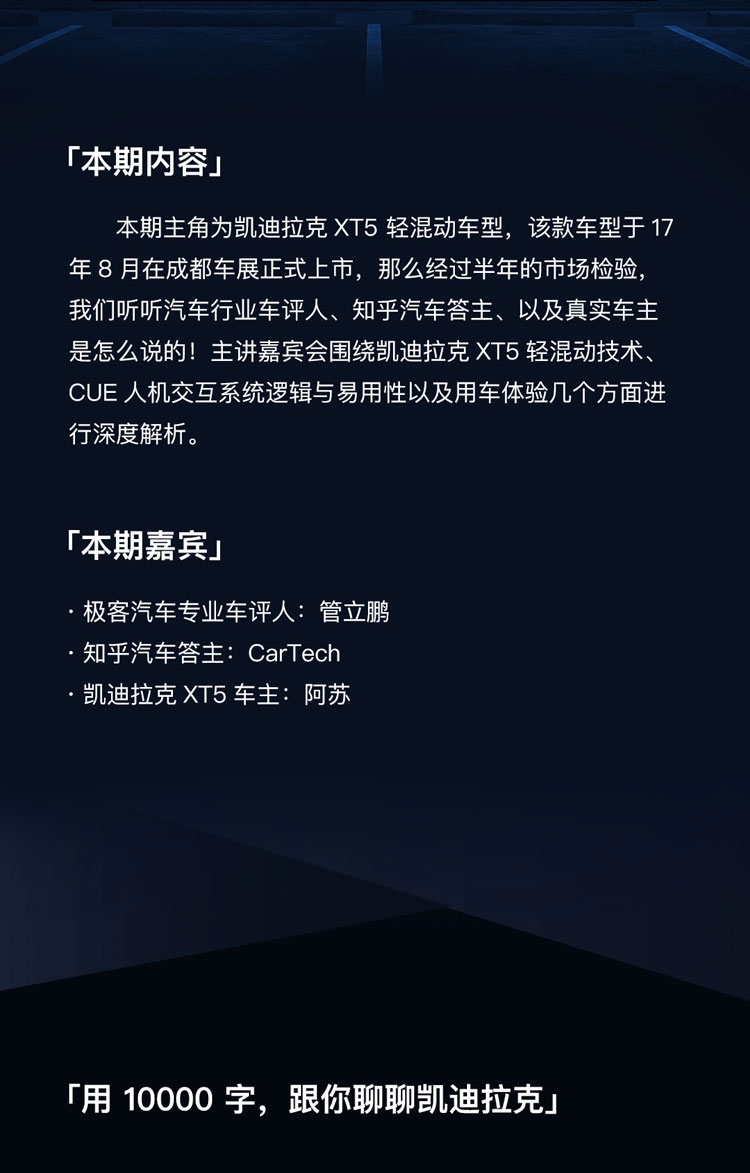 「本期内容」
本期主角为凯迪拉克 XT5 轻混动车型，该款车型于 17
年 8 月在成都车展正式上市，那么经过半年的市场检验，
我们听听汽车行业车评人、知乎汽车答主、以及真实车主
是怎么说的！主讲嘉宾会围绕凯迪拉克 XT5 轻混动技术、
CUE 人机交互系统逻辑与易用性以及用车体验几个方面进
行深度解析。
「本期嘉宾」
· 极客汽车专业车评人：管立鹏
· 知乎汽车答主：CarTech
· 凯迪拉克 XT5 车主：阿苏
「用 10000 字，跟你聊聊凯迪拉克」